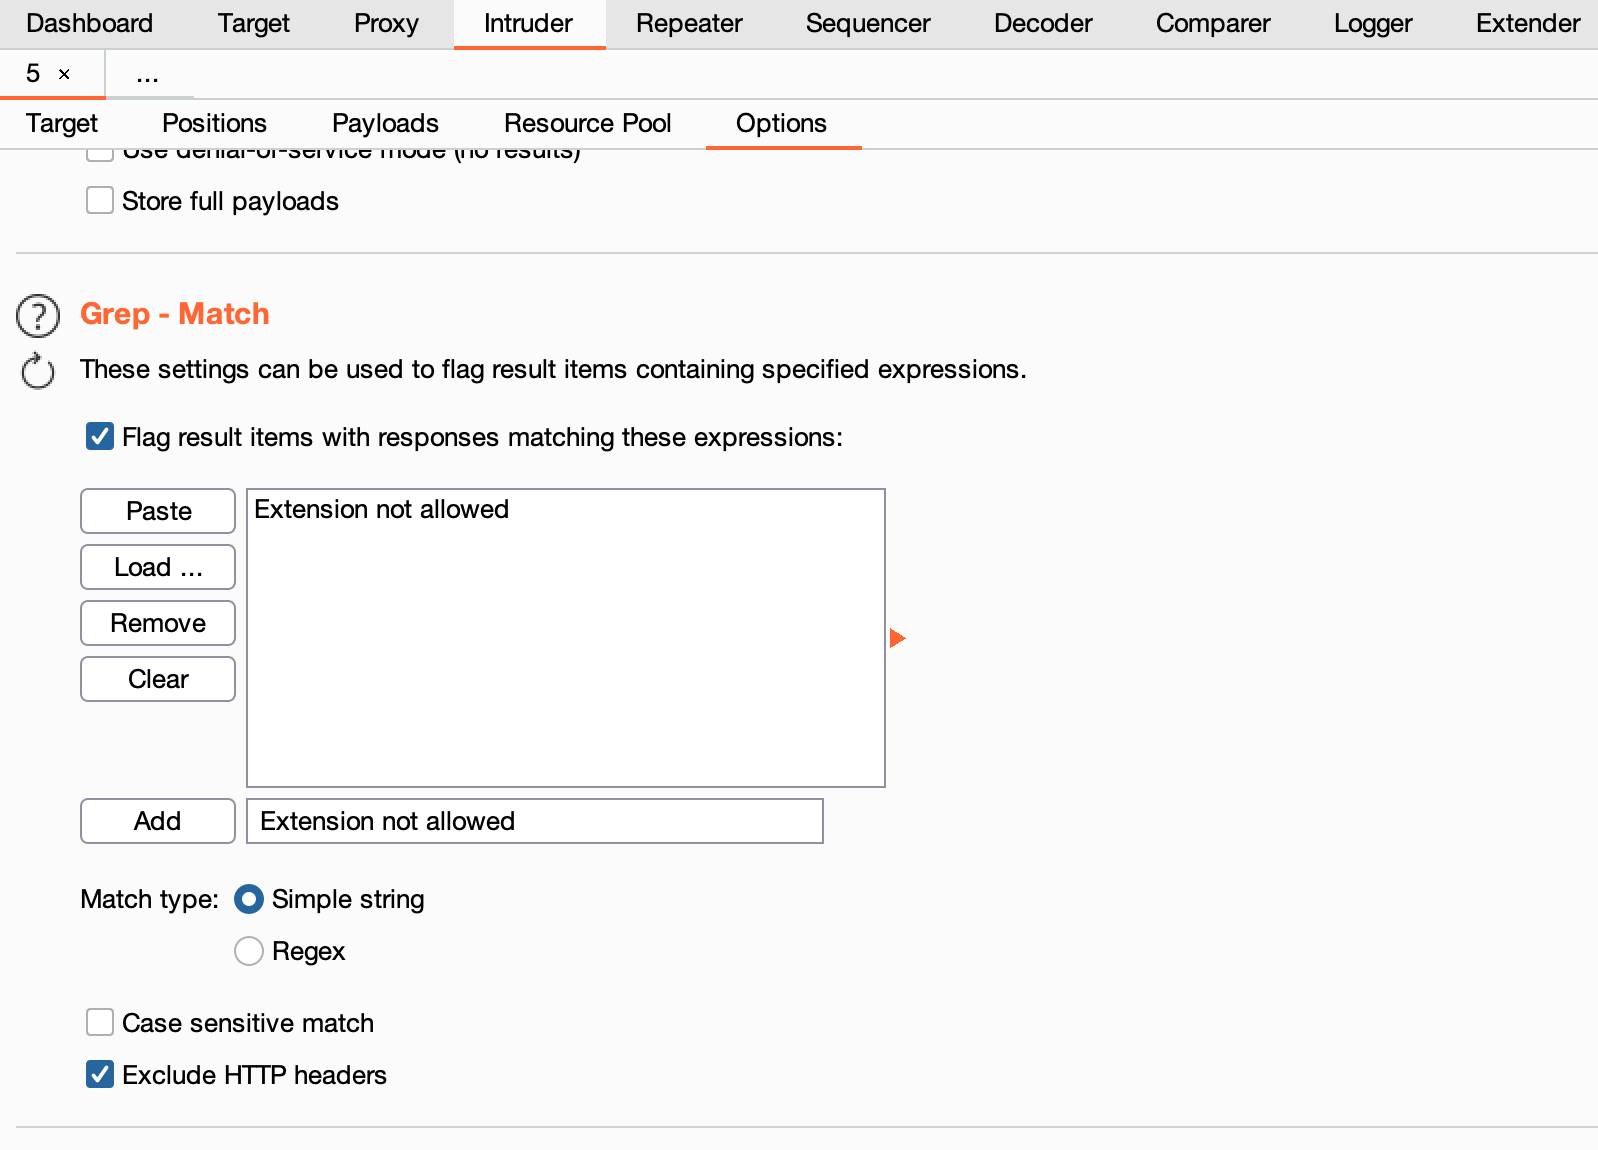 Dashboard Target Proxy Intruder Repeater Sequencer Decoder Comparer Logger Extender
5 × ...
Target Positions Payloads Resource Pool Options
Use denial-of-service mode (no results)
Store full payloads
? Grep - Match
These settings can be used to flag result items containing specified expressions.
Flag result items with responses matching these expressions:
Paste Extension not allowed
Load ...
Remove
Clear
Add Extension not allowed
Match type: Simple string
Regex
Case sensitive match
Exclude HTTP headers